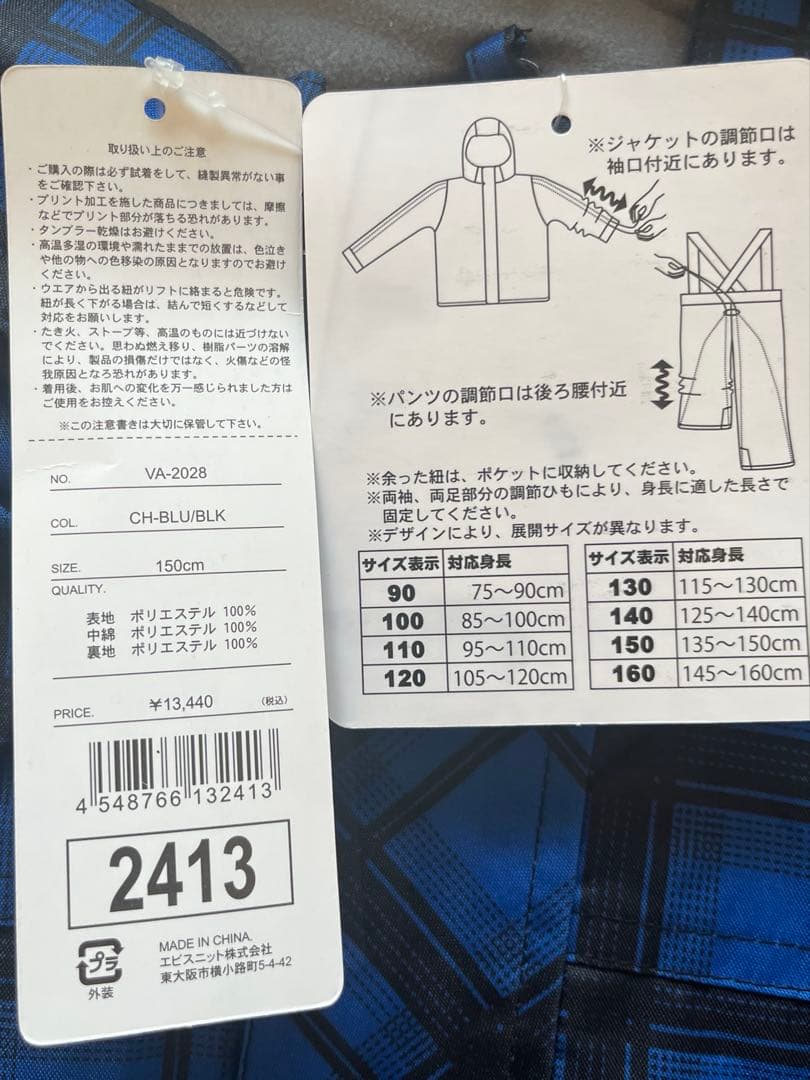 取り扱い上のご注意
・ご購入の際は必ず試着をして、縫製異常がない事
をご確認下さい。
・プリント加工を施した商品につきましては、摩擦
などでプリント部分が落ちる恐れがあります。
・タンブラー乾燥はお避けください。
・高温多湿の環境や濡れたままでの放置は、色泣き
や他の物への色移染の原因となりますのでお避け
ください。
・ウエアから出る紐がリフトに絡まると危険です。
紐が長く下がる場合は、結んで短くするなどして
対応をお願いします。
・たき火、ストーブ等、高温のものには近づけない
でください。思わぬ燃え移り、樹脂パーツの溶解
により、製品の損傷だけではなく、火傷などの怪
我原因となろ恐れがあります。
・着用後、お肌への変化を万一感じられました方は
ご使用をお控えください。
※この注意書きは大切に保管して下さい。
NO. VA-2028
COL. CH-BLU/BLK
SIZE. 150cm
QUALITY.
表地 ポリエステル 100%
中綿 ポリエステル 100%
裏地 ポリエステル 100%
PRICE. ¥13,440 (税込)
4 548766 132413
2413
プラ
外装
MADE IN CHINA.
エビスニット株式会社
東大阪市横小路町5-4-42
※ジャケットの調節口は
袖口付近にあります。
※パンツの調節口は後ろ腰付近
にあります。
※余った紐は、ポケットに収納してください。
※両袖、両足部分の調節ひもにより、身長に適した長さで
固定してください。
※デザインにより、展開サイズが異なります。
サイズ表示 対応身長
90 75〜90cm
100 85〜100cm
110 95〜110cm
120 105〜120cm
サイズ表示 対応身長
130 115〜130cm
140 125〜140cm
150 135〜150cm
160 145〜160cm